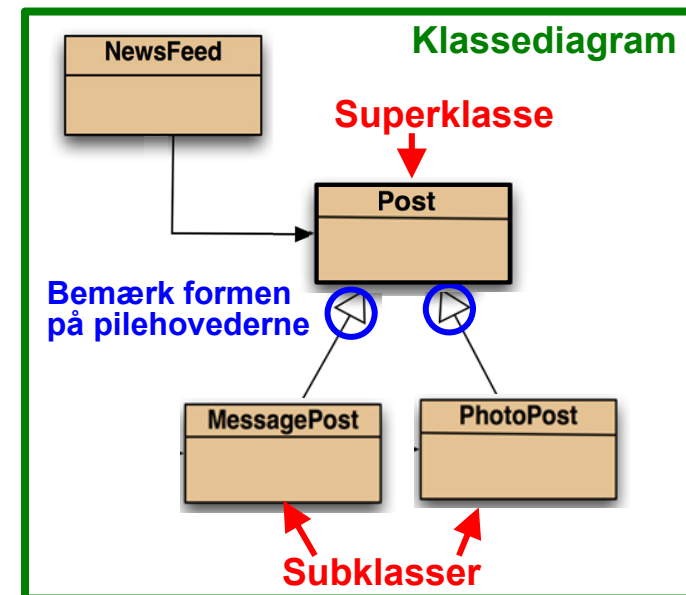 NewsFeed
Klassediagram
Superklasse
Post
Bemærk formen
på pilehovederne
MessagePost
PhotoPost
Subklasser